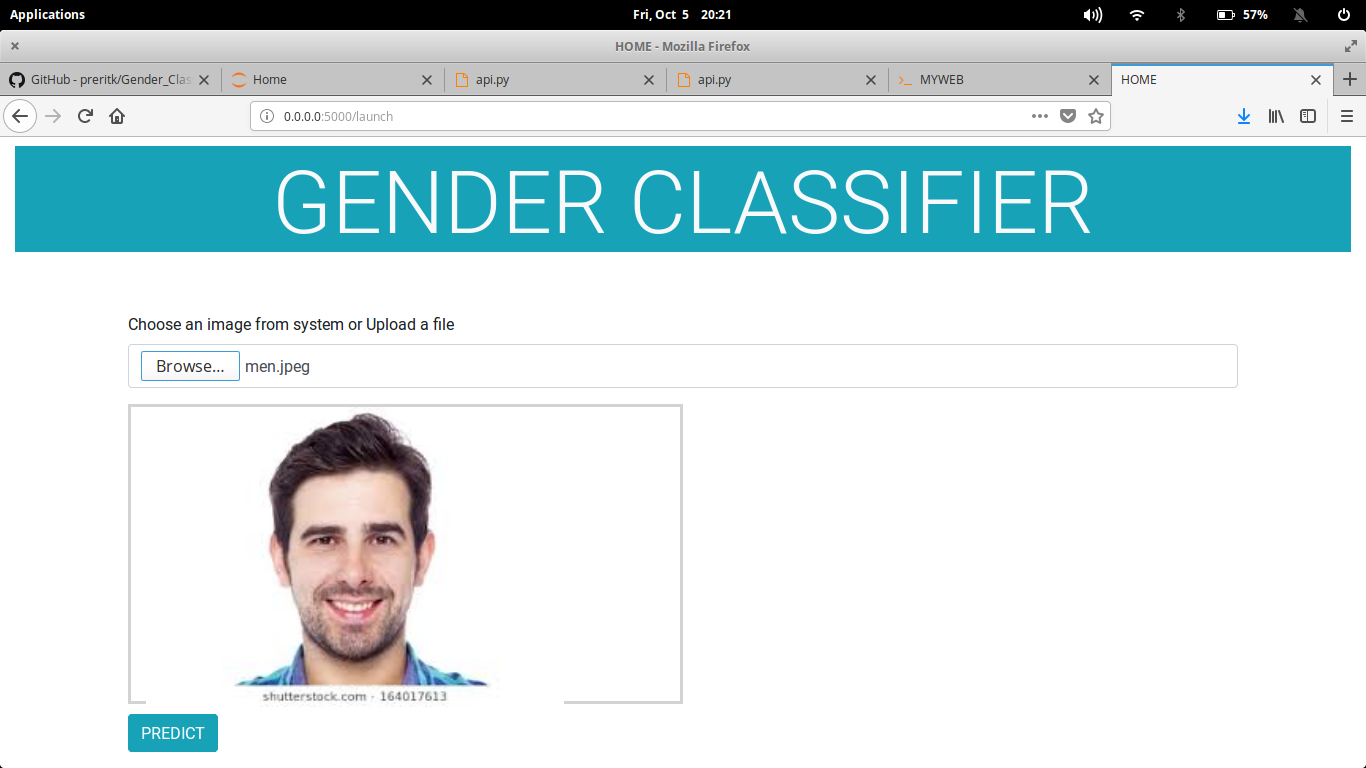 Applications
Fri, Oct 5 20:21
57%
HOME - Mozilla Firefox
GitHub - preritk/Gender_Clas
Home
api.py
api.py
MYWEB
HOME
0.0.0.0:5000/launch
GENDER CLASSIFIER
Choose an image from system or Upload a file
Browse... men.jpeg
shutterstock.com · 164017613
PREDICT